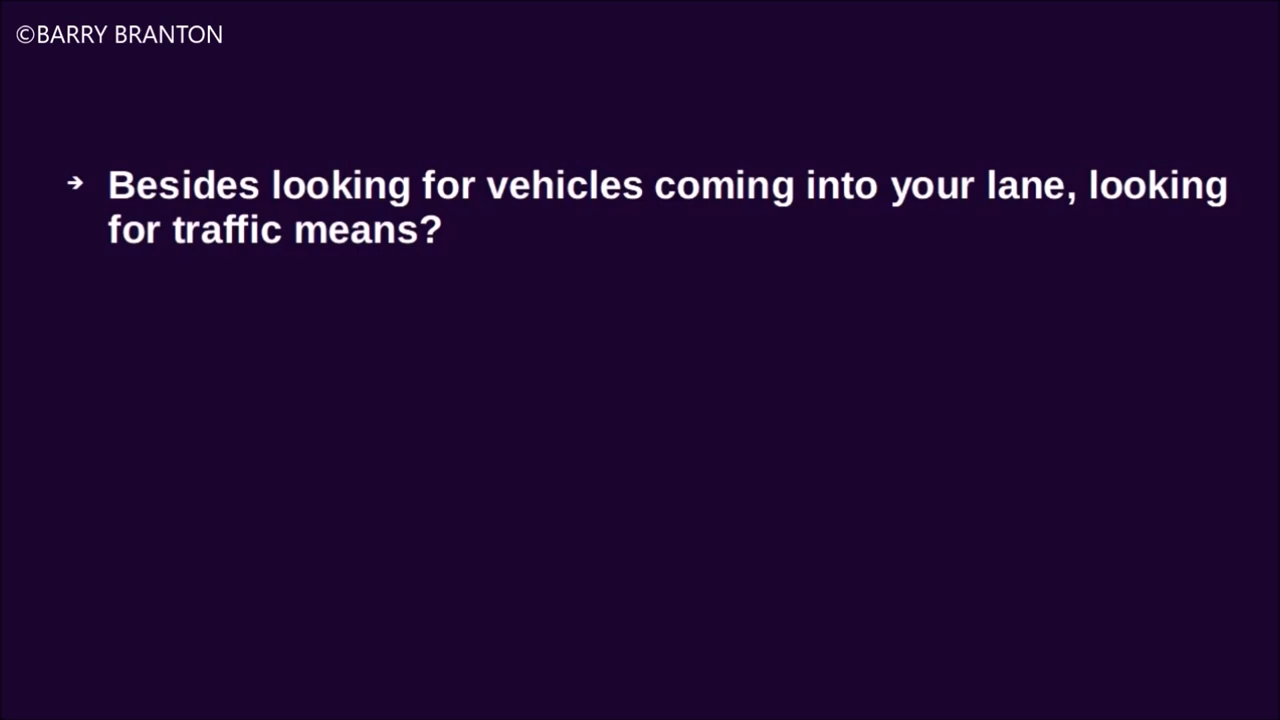 ©BARRY BRANTON
➔ Besides looking for vehicles coming into your lane, looking
for traffic means?